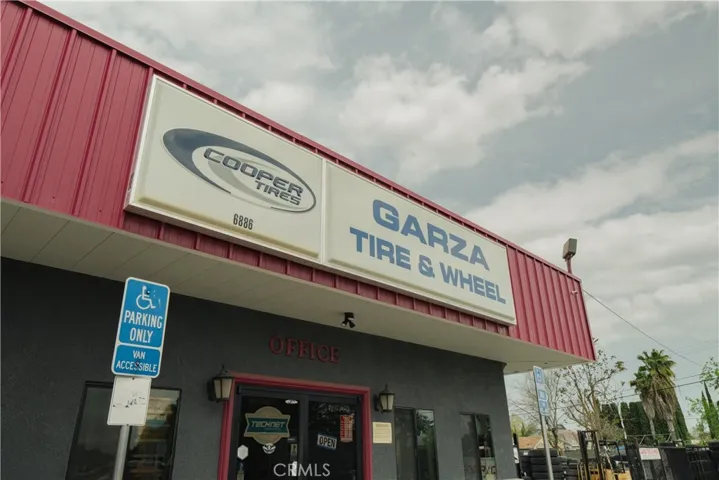 COOPER
TIRES
6886
GARZA
TIRE & WHEEL
PARKING
ONLY
VAN
ACCESSIBLE
OFFICE
TECHNET
OPEN
CRMLS